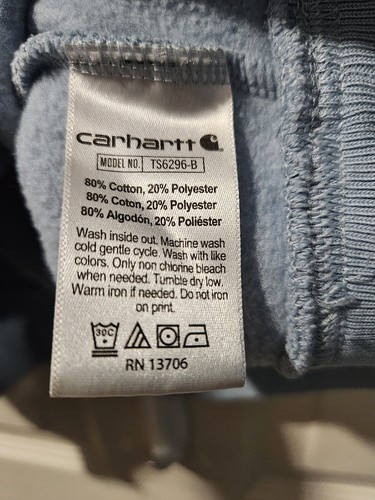 carhartt
MODEL NO. TS6296-B
80% Cotton, 20% Polyester
80% Coton, 20% Polyester
80% Algodón, 20% Poliéster
Wash inside out. Machine wash
cold gentle cycle. Wash with like
colors. Only non chlorine bleach
when needed. Tumble dry low.
Warm iron if needed. Do not iron
on print.
30C
RN 13706